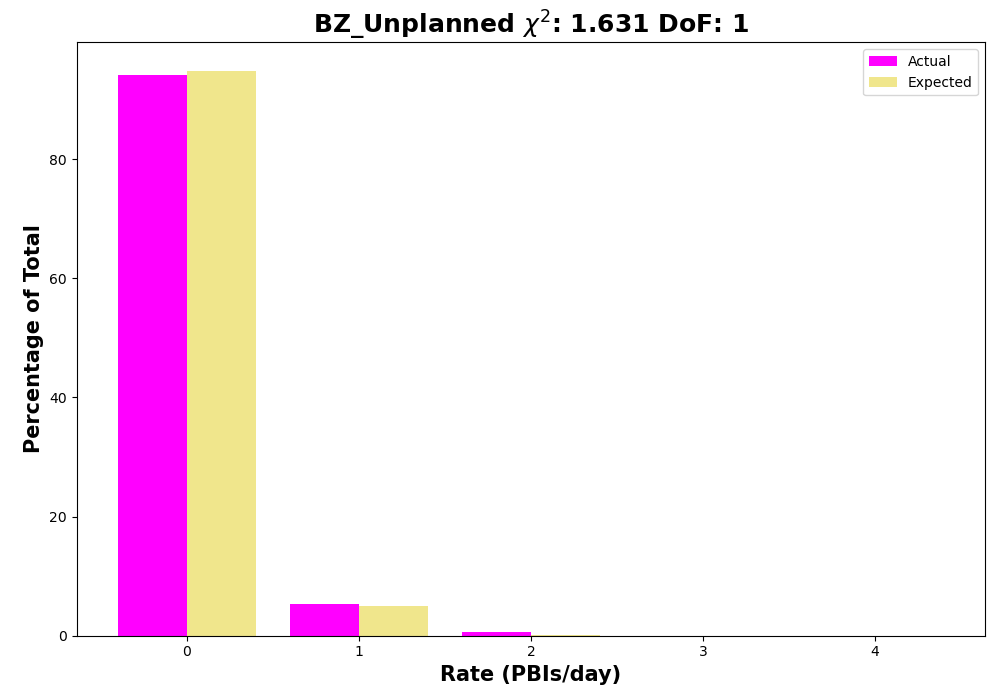 BZ_Unplanned χ²: 1.631 DoF: 1
Actual
Expected
Percentage of Total
80
60
40
20
0
0 1 2 3 4
Rate (PBIs/day)